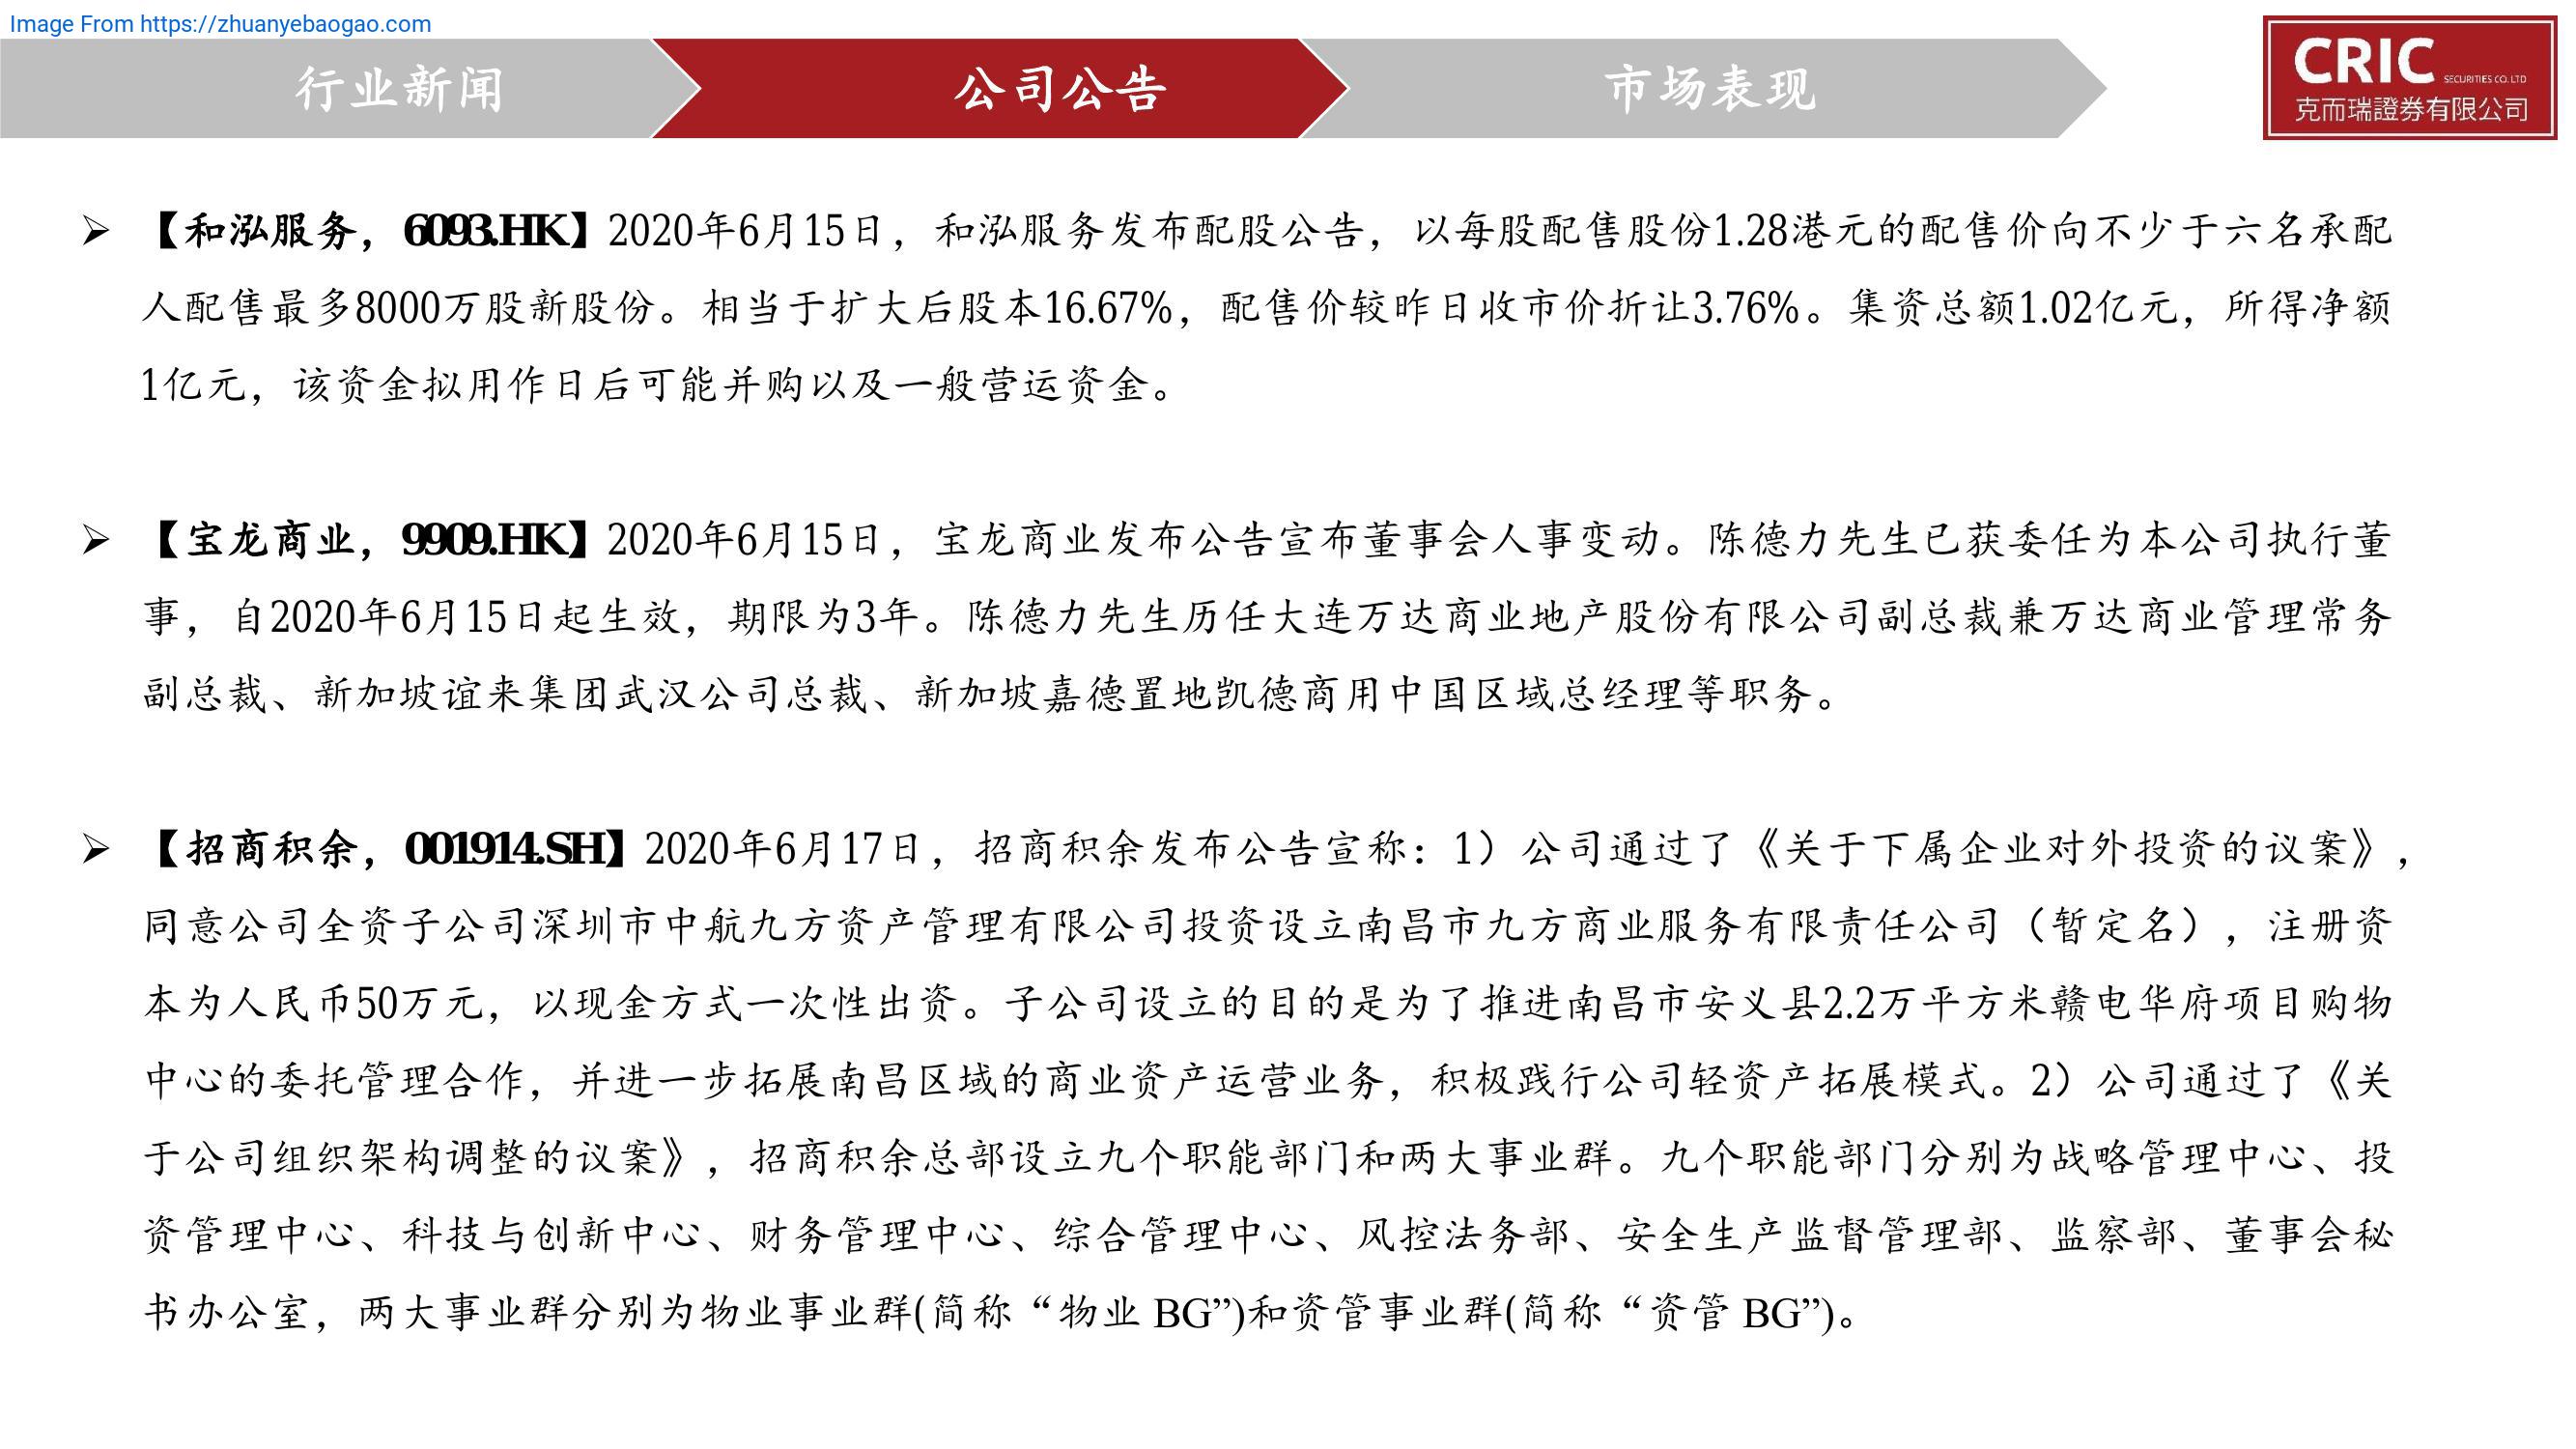 Image From https://zhuanyebaogao.com
行业新闻
公司公告
市场表现
CRIC SECURITIES CO. LTD
克而瑞證券有限公司
➢ 【和泓服务，6093.HK】2020年6月15日，和泓服务发布配股公告，以每股配售股份1.28港元的配售价向不少于六名承配
人配售最多8000万股新股份。相当于扩大后股本16.67%，配售价较昨日收市价折让3.76%。集资总额1.02亿元，所得净额
1亿元，该资金拟用作日后可能并购以及一般营运资金。
➢ 【宝龙商业，9909.HK】2020年6月15日，宝龙商业发布公告宣布董事会人事变动。陈德力先生已获委任为本公司执行董
事，自2020年6月15日起生效，期限为3年。陈德力先生历任大连万达商业地产股份有限公司副总裁兼万达商业管理常务
副总裁、新加坡谊来集团武汉公司总裁、新加坡嘉德置地凯德商用中国区域总经理等职务。
➢ 【招商积余，001914.SH】2020年6月17日，招商积余发布公告宣称：1）公司通过了《关于下属企业对外投资的议案》，
同意公司全资子公司深圳市中航九方资产管理有限公司投资设立南昌市九方商业服务有限责任公司（暂定名），注册资
本为人民币50万元，以现金方式一次性出资。子公司设立的目的是为了推进南昌市安义县2.2万平方米赣电华府项目购物
中心的委托管理合作，并进一步拓展南昌区域的商业资产运营业务，积极践行公司轻资产拓展模式。2）公司通过了《关
于公司组织架构调整的议案》，招商积余总部设立九个职能部门和两大事业群。九个职能部门分别为战略管理中心、投
资管理中心、科技与创新中心、财务管理中心、综合管理中心、风控法务部、安全生产监督管理部、监察部、董事会秘
书办公室，两大事业群分别为物业事业群(简称“物业 BG”)和资管事业群(简称“资管 BG”)。